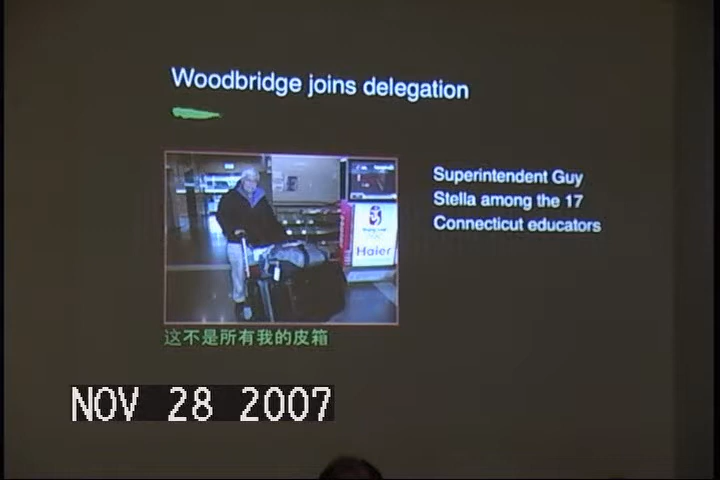 Woodbridge joins delegation
Superintendent Guy
Stella among the 17
Connecticut educators
Haier
这不是所有我的皮箱
NOV 28 2007